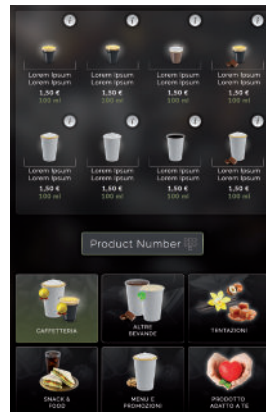 i i i i
Lorem Ipsum Lorem Ipsum Lorem Ipsum Lorem Ipsum
Lorem Ipsum Lorem Ipsum Lorem Ipsum Lorem Ipsum
1,50 € 1,50 € 1,50 € 1,50 €
100 ml 100 ml 100 ml 100 ml
i i i i
Lorem Ipsum Lorem Ipsum Lorem Ipsum Lorem Ipsum
Lorem Ipsum Lorem Ipsum Lorem Ipsum Lorem Ipsum
1,50 € 1,50 € 1,50 € 1,50 €
100 ml 100 ml 100 ml 100 ml
Product Number
CAFFETTERIA
ALTRE
BEVANDE
TENTAZIONI
SNACK &
FOOD
MENU E
PROMOZIONI
PRODOTTO
ADATTO A TE